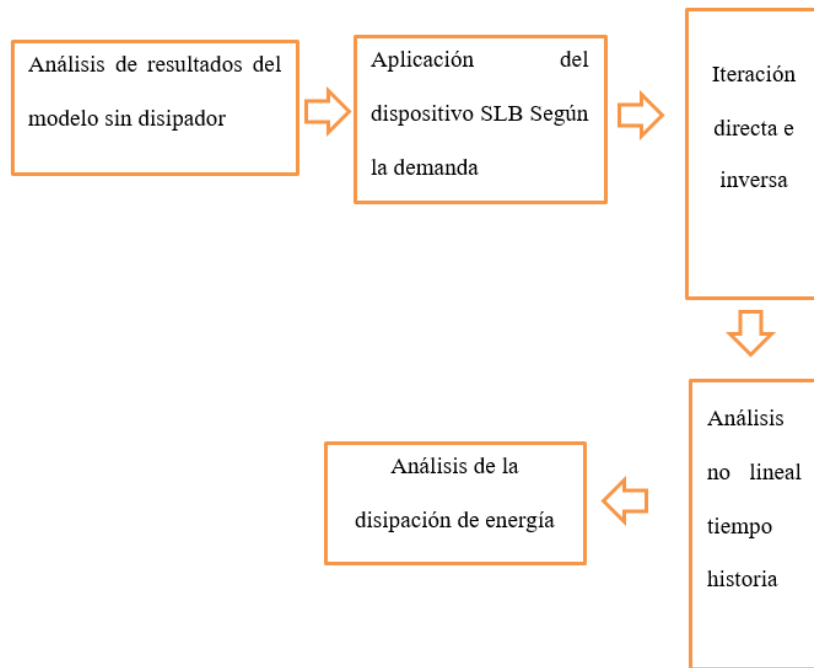 Análisis de resultados del
modelo sin disipador
Aplicación del
dispositivo SLB Según
la demanda
Iteración
directa e
inversa
Análisis
no lineal
tiempo
historia
Análisis de la
disipación de energía